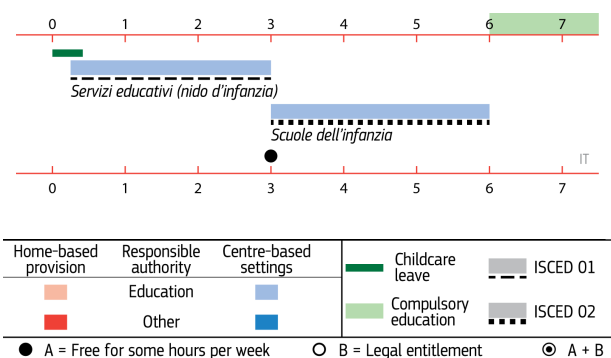 0 1 2 3 4 5 6 7
Servizi educativi (nido d'infanzia)
Scuole dell'infanzia
IT
0 1 2 3 4 5 6 7
Home-based provision
Responsible authority
Centre-based settings
Education
Other
Childcare leave
ISCED 01
Compulsory education
ISCED 02
A = Free for some hours per week
B = Legal entitlement
A + B